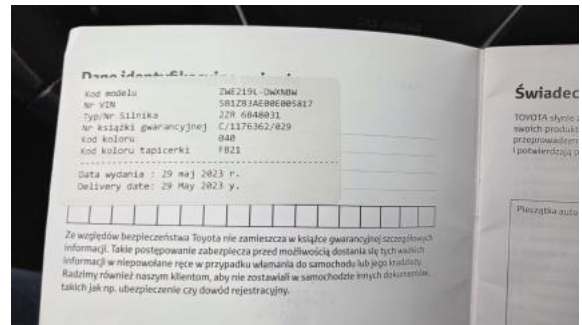 Dane identyfikacyjne
Kod modelu ZWE219L-DWXNBW
Nr VIN SB1Z83AE00E005817
Typ/Nr Silnika 2ZR 6848031
Nr książki gwarancyjnej C/1176362/029
Kod koloru 040
Kod koloru tapicerki FB21
Data wydania : 29 maj 2023 r.
Delivery date: 29 May 2023 y.
Ze względów bezpieczeństwa Toyota nie zamieszcza w książce gwarancyjnej szczegółowych
informacji. Takie postępowanie zabezpiecza przed możliwością dostania się tych ważnych
informacji w niepowołane ręce w przypadku włamania do samochodu lub jego kradzieży.
Radzimy również naszym klientom, aby nie zostawiali w samochodzie innych dokumentów,
takich jak np. ubezpieczenie czy dowód rejestracyjny.
Świadec
TOYOTA słynie z
swoich produkt
przeprowadzen
i potwierdzają p
Pieczątka auto